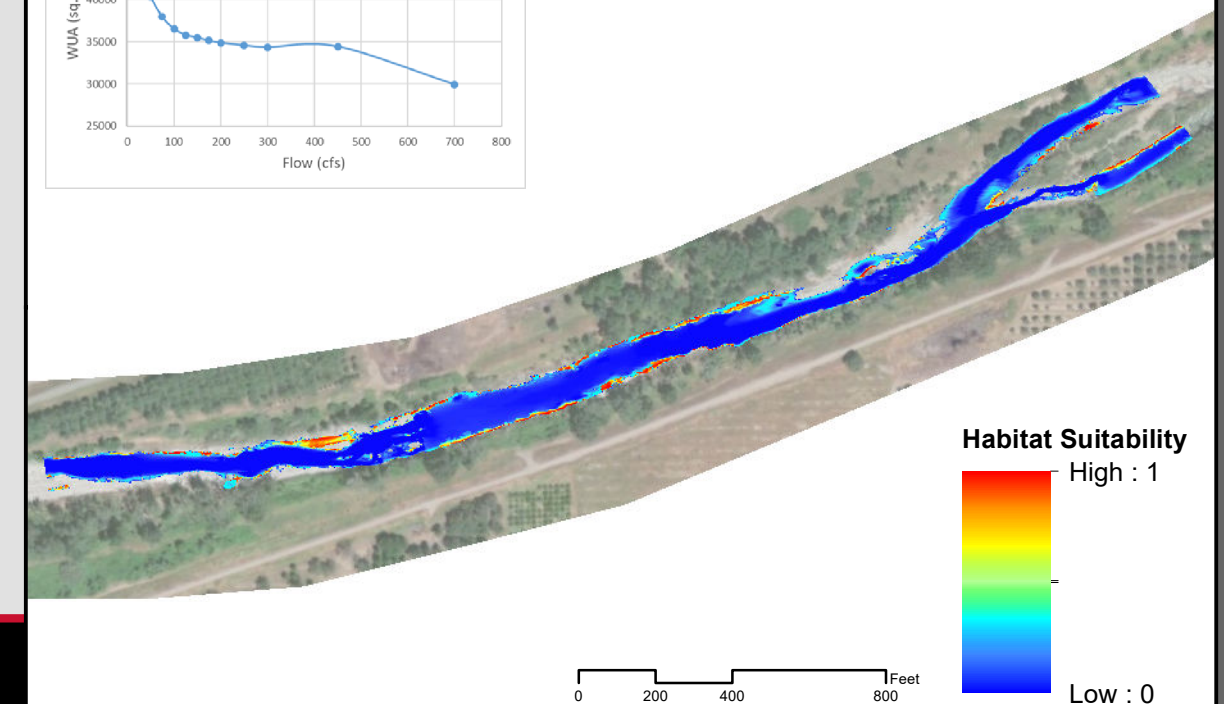 40000
WUA (sq.
35000
30000
25000
0 100 200 300 400 500 600 700 800
Flow (cfs)
Habitat Suitability
High : 1
Low : 0
Feet
0 200 400 800